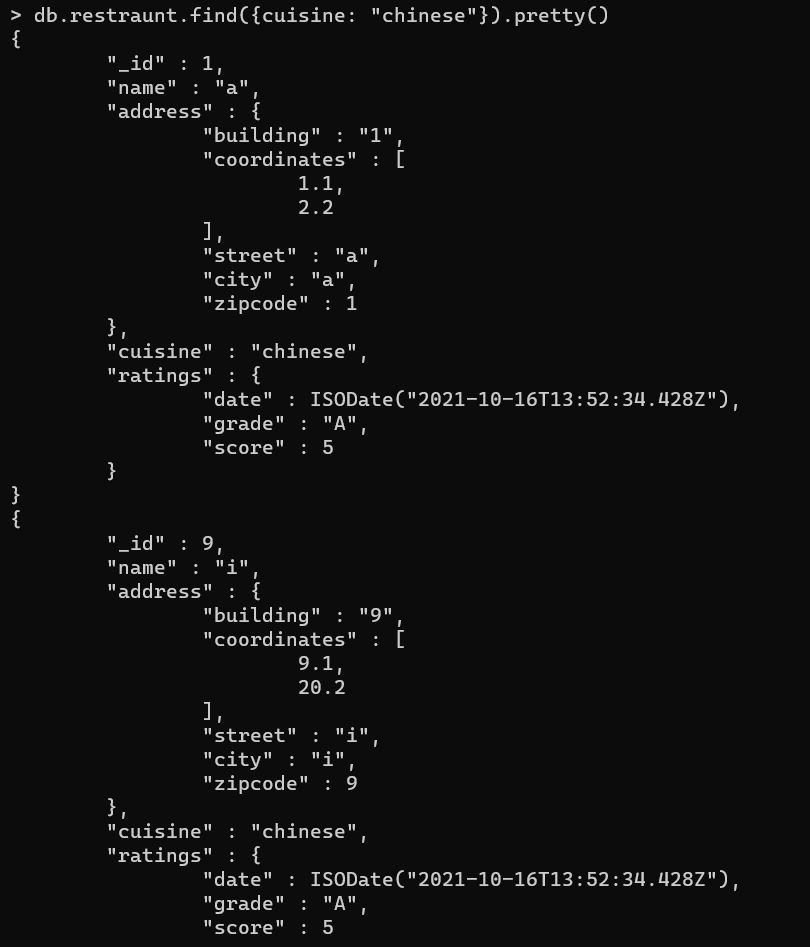 > db.restraunt.find({cuisine: "chinese"}).pretty()
{
        "_id" : 1,
        "name" : "a",
        "address" : {
                "building" : "1",
                "coordinates" : [
                        1.1,
                        2.2
                ],
                "street" : "a",
                "city" : "a",
                "zipcode" : 1
        },
        "cuisine" : "chinese",
        "ratings" : {
                "date" : ISODate("2021-10-16T13:52:34.428Z"),
                "grade" : "A",
                "score" : 5
        }
}
{
        "_id" : 9,
        "name" : "i",
        "address" : {
                "building" : "9",
                "coordinates" : [
                        9.1,
                        20.2
                ],
                "street" : "i",
                "city" : "i",
                "zipcode" : 9
        },
        "cuisine" : "chinese",
        "ratings" : {
                "date" : ISODate("2021-10-16T13:52:34.428Z"),
                "grade" : "A",
                "score" : 5